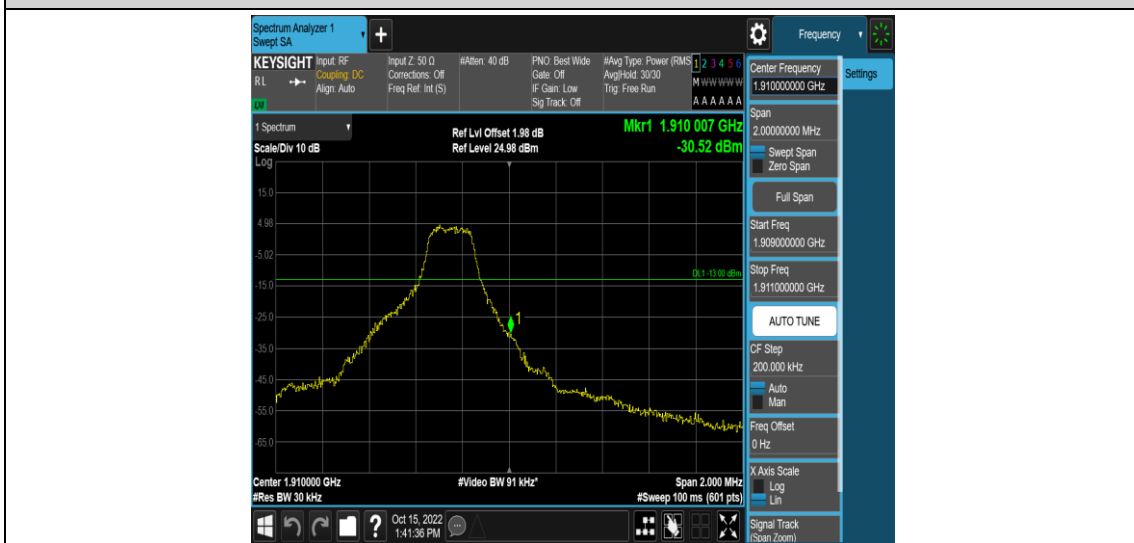 Spectrum Analyzer 1
Swept SA
Frequency
KEYSIGHT
RL
LXI
Input: RF
Coupling: DC
Align: Auto
Input Z: 50 Ω
Corrections: Off
Freq Ref: Int (S)
#Atten: 40 dB
PNO: Best Wide
Gate: Off
IF Gain: Low
Sig Track: Off
#Avg Type: Power (RMS
Avg|Hold: 30/30
Trig: Free Run
1 2 3 4 5 6
M W W W W W
A A A A A A
1 Spectrum
Scale/Div 10 dB
Ref Lvl Offset 1.98 dB
Ref Level 24.98 dBm
Mkr1 1.910 007 GHz
-30.52 dBm
Log
15.0
4.98
-5.02
-15.0
-25.0
-35.0
-45.0
-55.0
-65.0
DL1 -13.00 dBm
1
Center 1.910000 GHz
#Res BW 30 kHz
#Video BW 91 kHz*
Span 2.000 MHz
#Sweep 100 ms (601 pts)
Center Frequency
1.910000000 GHz
Settings
Span
2.00000000 MHz
Swept Span
Zero Span
Full Span
Start Freq
1.909000000 GHz
Stop Freq
1.911000000 GHz
AUTO TUNE
CF Step
200.000 kHz
Auto
Man
Freq Offset
0 Hz
X Axis Scale
Log
Lin
Signal Track
(Span Zoom)
?
Oct 15, 2022
1:41:36 PM